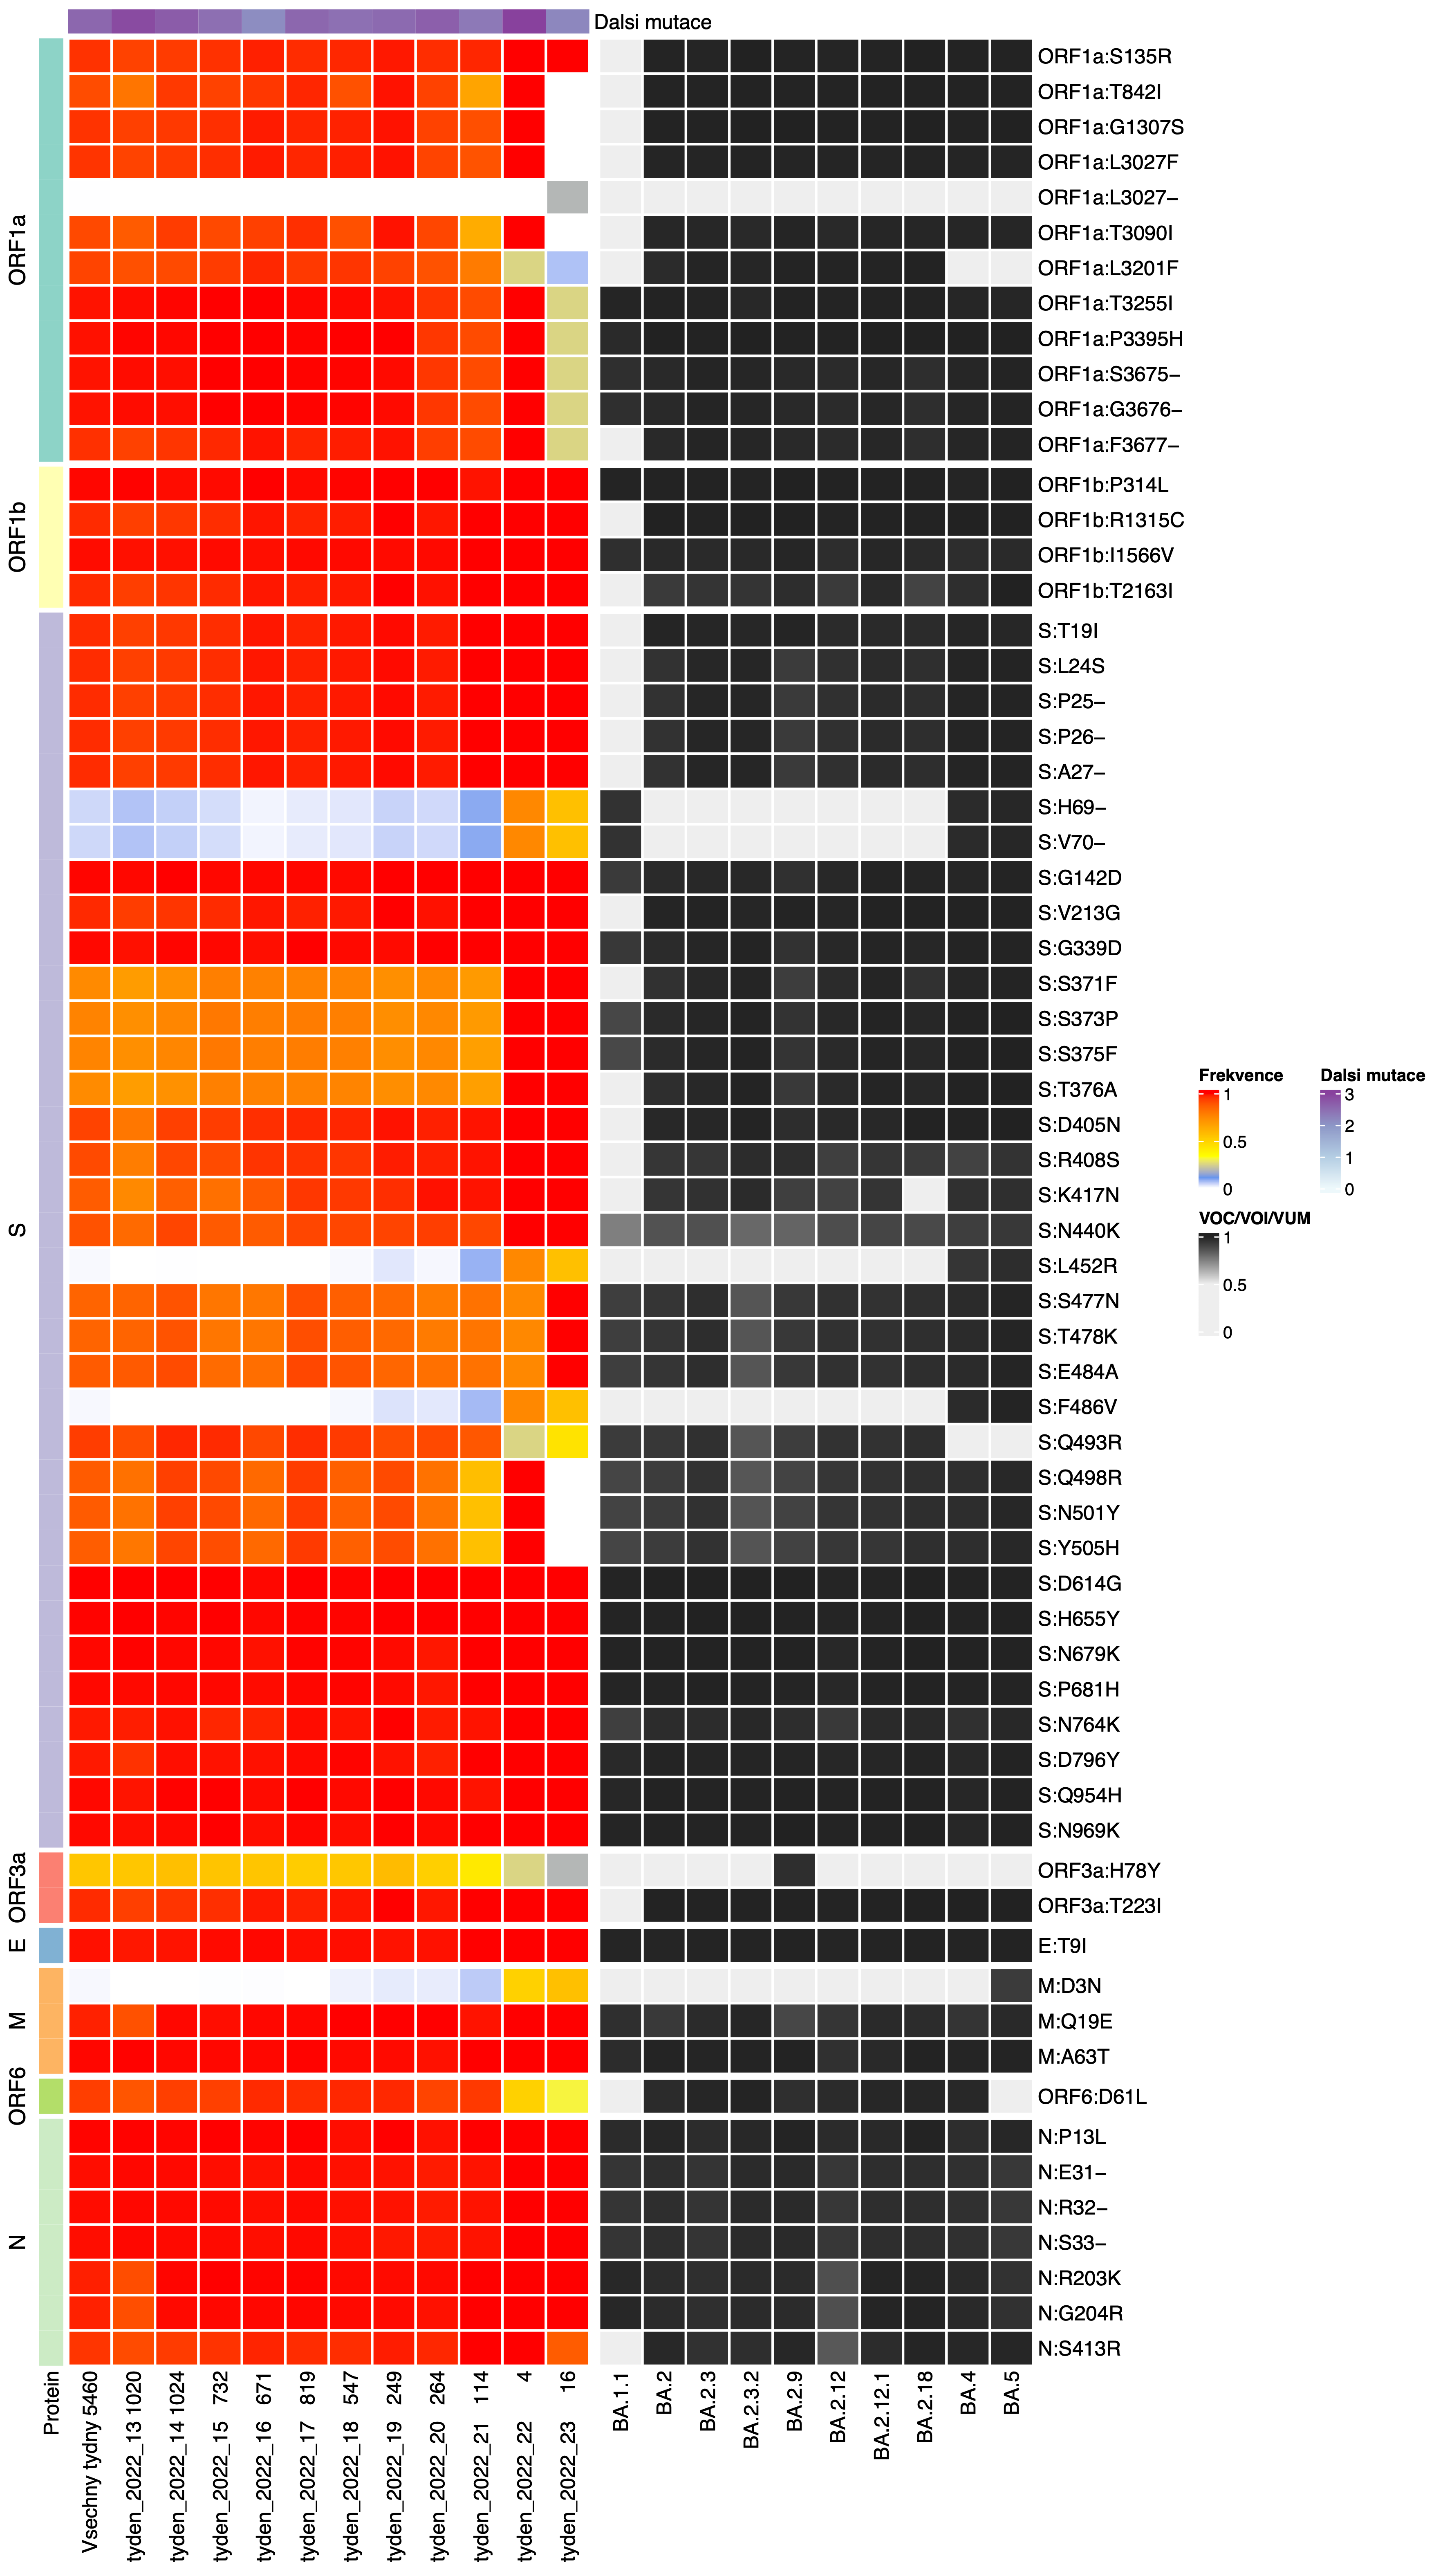 Dalsi mutace
ORF1a
ORF1a:S135R
ORF1a:T842I
ORF1a:G1307S
ORF1a:L3027F
ORF1a:L3027−
ORF1a:T3090I
ORF1a:L3201F
ORF1a:T3255I
ORF1a:P3395H
ORF1a:S3675−
ORF1a:G3676−
ORF1a:F3677−
ORF1b
ORF1b:P314L
ORF1b:R1315C
ORF1b:I1566V
ORF1b:T2163I
S
S:T19I
S:L24S
S:P25−
S:P26−
S:A27−
S:H69−
S:V70−
S:G142D
S:V213G
S:G339D
S:S371F
S:S373P
S:S375F
S:T376A
S:D405N
S:R408S
S:K417N
S:N440K
S:L452R
S:S477N
S:T478K
S:E484A
S:F486V
S:Q493R
S:Q498R
S:N501Y
S:Y505H
S:D614G
S:H655Y
S:N679K
S:P681H
S:N764K
S:D796Y
S:Q954H
S:N969K
ORF3a
ORF3a:H78Y
ORF3a:T223I
E
E:T9I
M
M:D3N
M:Q19E
M:A63T
ORF6
ORF6:D61L
N
N:P13L
N:E31−
N:R32−
N:S33−
N:R203K
N:G204R
N:S413R
Protein
Vsechny tydny 5460
tyden_2022_13 1020
tyden_2022_14 1024
tyden_2022_15 732
tyden_2022_16 671
tyden_2022_17 819
tyden_2022_18 547
tyden_2022_19 249
tyden_2022_20 264
tyden_2022_21 114
tyden_2022_22 4
tyden_2022_23 16
BA.1.1
BA.2
BA.2.3
BA.2.3.2
BA.2.9
BA.2.12
BA.2.12.1
BA.2.18
BA.4
BA.5
Frekvence
1
0.5
0
Dalsi mutace
3
2
1
0
VOC/VOI/VUM
1
0.5
0